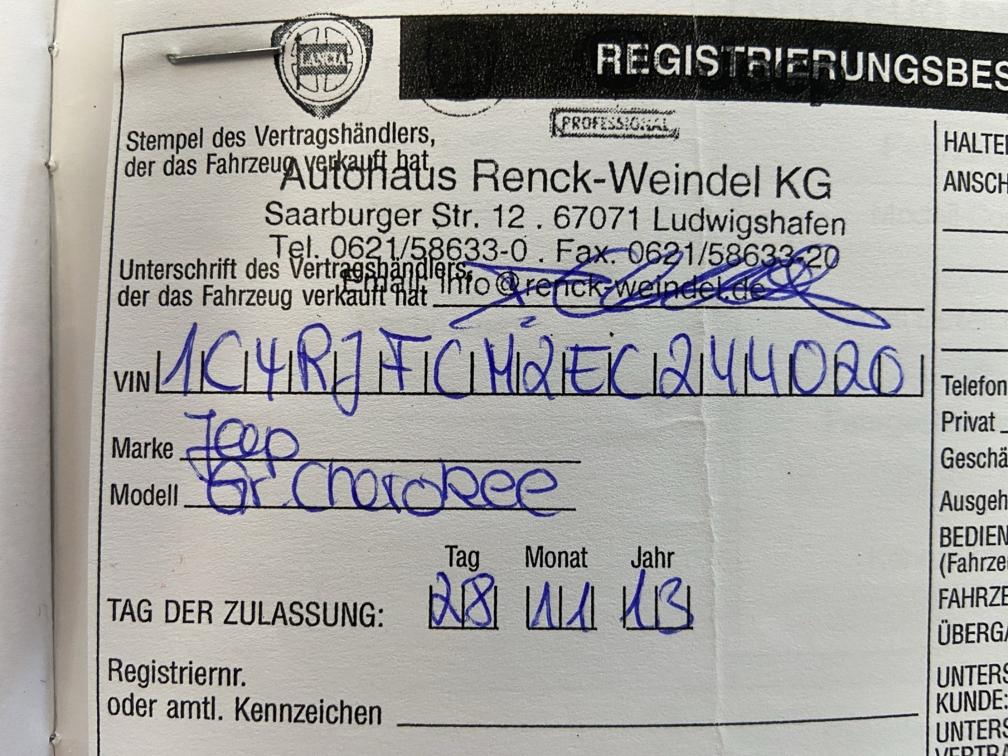 LANCIA
REGISTRIERUNGSBES
PROFESSIONAL
Stempel des Vertragshändlers,
der das Fahrzeug verkauft hat
Autohaus Renck-Weindel KG
Saarburger Str. 12 . 67071 Ludwigshafen
Tel. 0621/58633-0 . Fax. 0621/58633-20
Unterschrift des Vertragshändlers,
Email: info@renck-weindel.de
der das Fahrzeug verkauft hat
VIN 1C4RJFCM2EC244020
Marke Jeep
Modell Gr. Cherokee
Tag Monat Jahr
TAG DER ZULASSUNG: 28 11 13
Registriernr.
oder amtl. Kennzeichen
HALTE
ANSCH
Telefon
Privat
Geschä
Ausgeh
BEDIEN
(Fahrze
FAHRZE
ÜBERGA
UNTERS
KUNDE:
UNTERS
VERTR